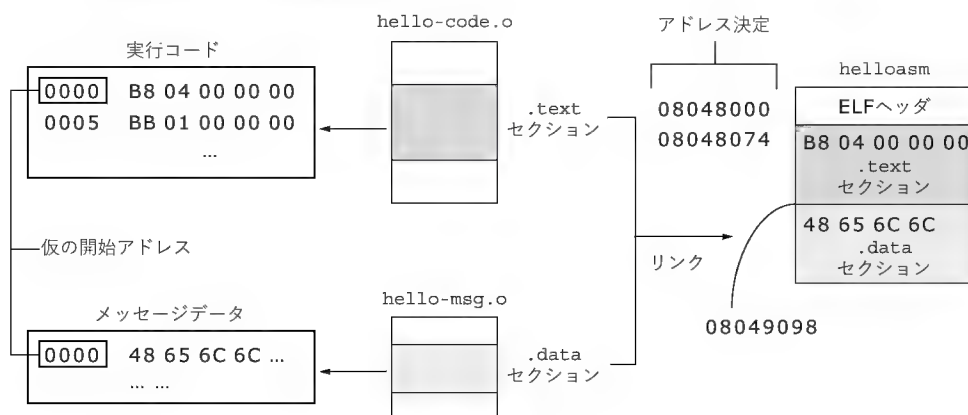 実行コード
0000 B8 04 00 00 00
0005 BB 01 00 00 00
...
仮の開始アドレス
メッセージデータ
0000 48 65 6C 6C ...
... ...
hello-code.o
.text
セクション
hello-msg.o
.data
セクション
リンク
アドレス決定
08048000
08048074
helloasm
ELFヘッダ
B8 04 00 00 00
.text
セクション
48 65 6C 6C
.data
セクション
08049098